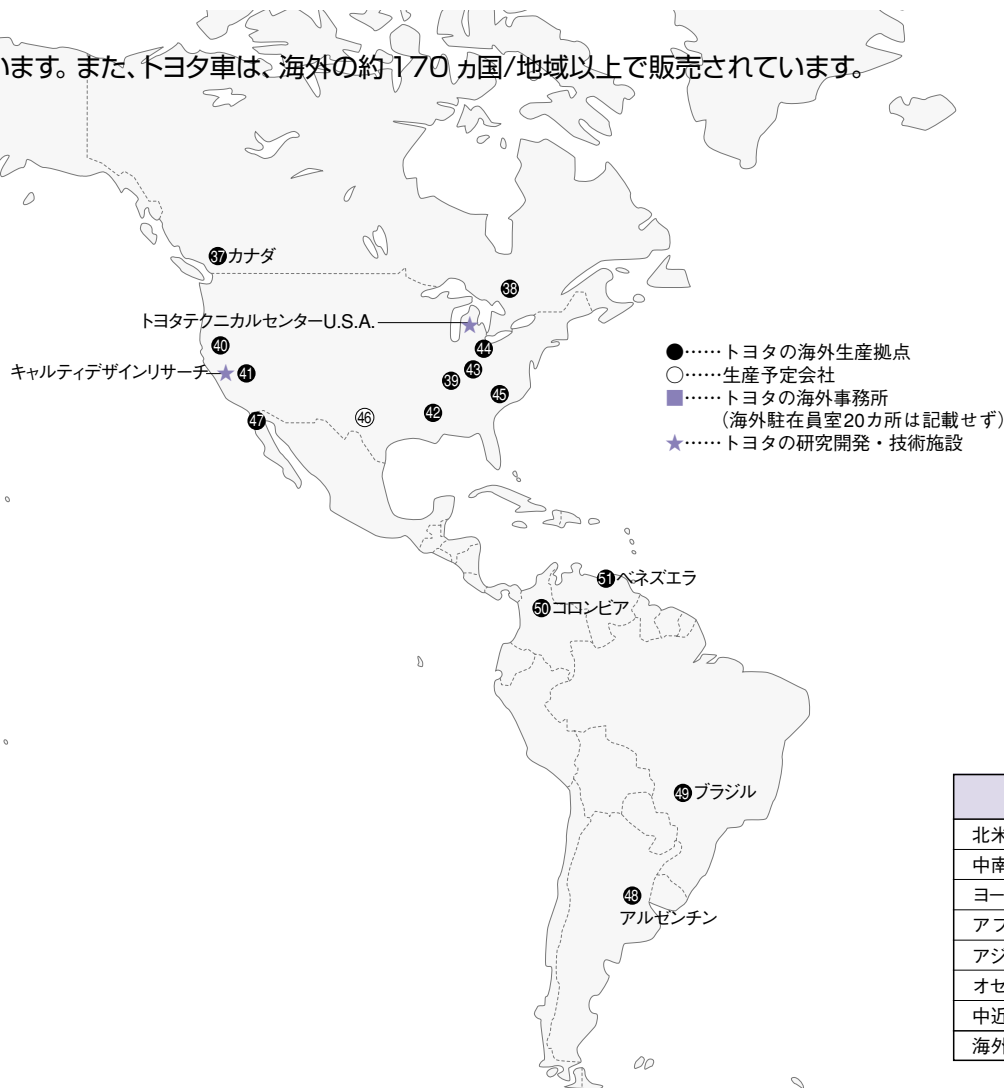 います。また、トヨタ車は、海外の約170ヵ国/地域以上で販売されています。
㊲カナダ
㊳
トヨタテクニカルセンターU.S.A.
㊵
㊹
キャルティデザインリサーチ
㊶
㊸
㊴
㊺
㊷
㊼
㊻
●……トヨタの海外生産拠点
○……生産予定会社
■……トヨタの海外事務所
(海外駐在員室20カ所は記載せず)
★……トヨタの研究開発・技術施設
51ベネズエラ
㊿コロンビア
㊾ブラジル
㊽
アルゼンチン
北米
中南
ヨー
アフ
アジ
オセ
中近
海外